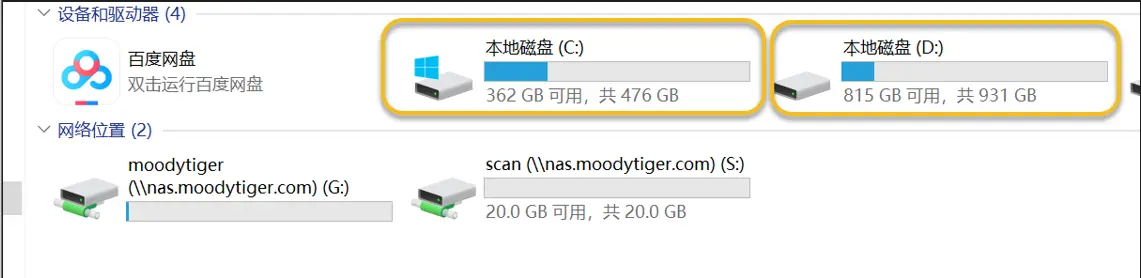 设备和驱动器 (4)
百度网盘
双击运行百度网盘
本地磁盘 (C:)
362 GB 可用，共 476 GB
本地磁盘 (D:)
815 GB 可用，共 931 GB
网络位置 (2)
moodytiger
(\\nas.moodytiger.com) (G:)
scan (\\nas.moodytiger.com) (S:)
20.0 GB 可用，共 20.0 GB